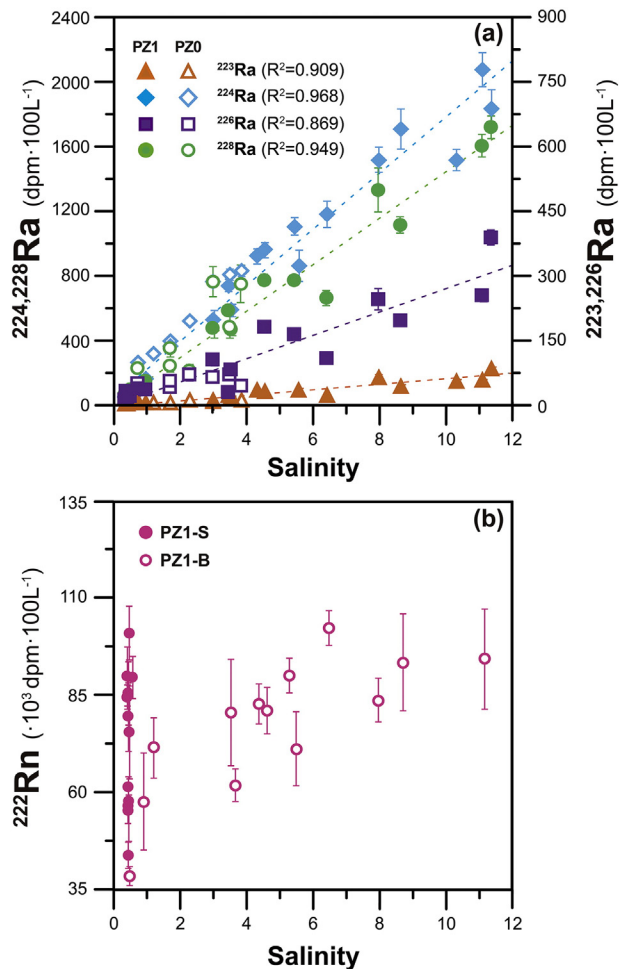 (a)
PZ1 PZ0
²²³Ra (R²=0.909)
²²⁴Ra (R²=0.968)
²²⁶Ra (R²=0.869)
²²⁸Ra (R²=0.949)
²²⁴,²²⁸Ra (dpm·100L⁻¹)
2400
2000
1600
1200
800
400
0
²²³,²²⁶Ra (dpm·100L⁻¹)
900
750
600
450
300
150
0
0 2 4 6 8 10 12
Salinity
(b)
PZ1-S
PZ1-B
²²²Rn (·10³ dpm·100L⁻¹)
135
110
85
60
35
0 2 4 6 8 10 12
Salinity